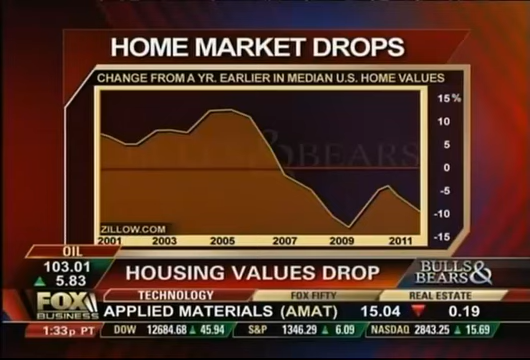 HOME MARKET DROPS
CHANGE FROM A YR. EARLIER IN MEDIAN U.S. HOME VALUES
15%
10
5
0
-5
-10
-15
BULLS & BEARS
ZILLOW.COM
2001 2003 2005 2007 2009 2011
OIL
103.01
5.83
HOUSING VALUES DROP
BULLS & BEARS
FOX BUSINESS
TECHNOLOGY FOX FIFTY REAL ESTATE
APPLIED MATERIALS (AMAT) 15.04 0.19
1:33p PT DOW 12684.68 45.94 S&P 1346.29 6.09 NASDAQ 2843.25 15.69